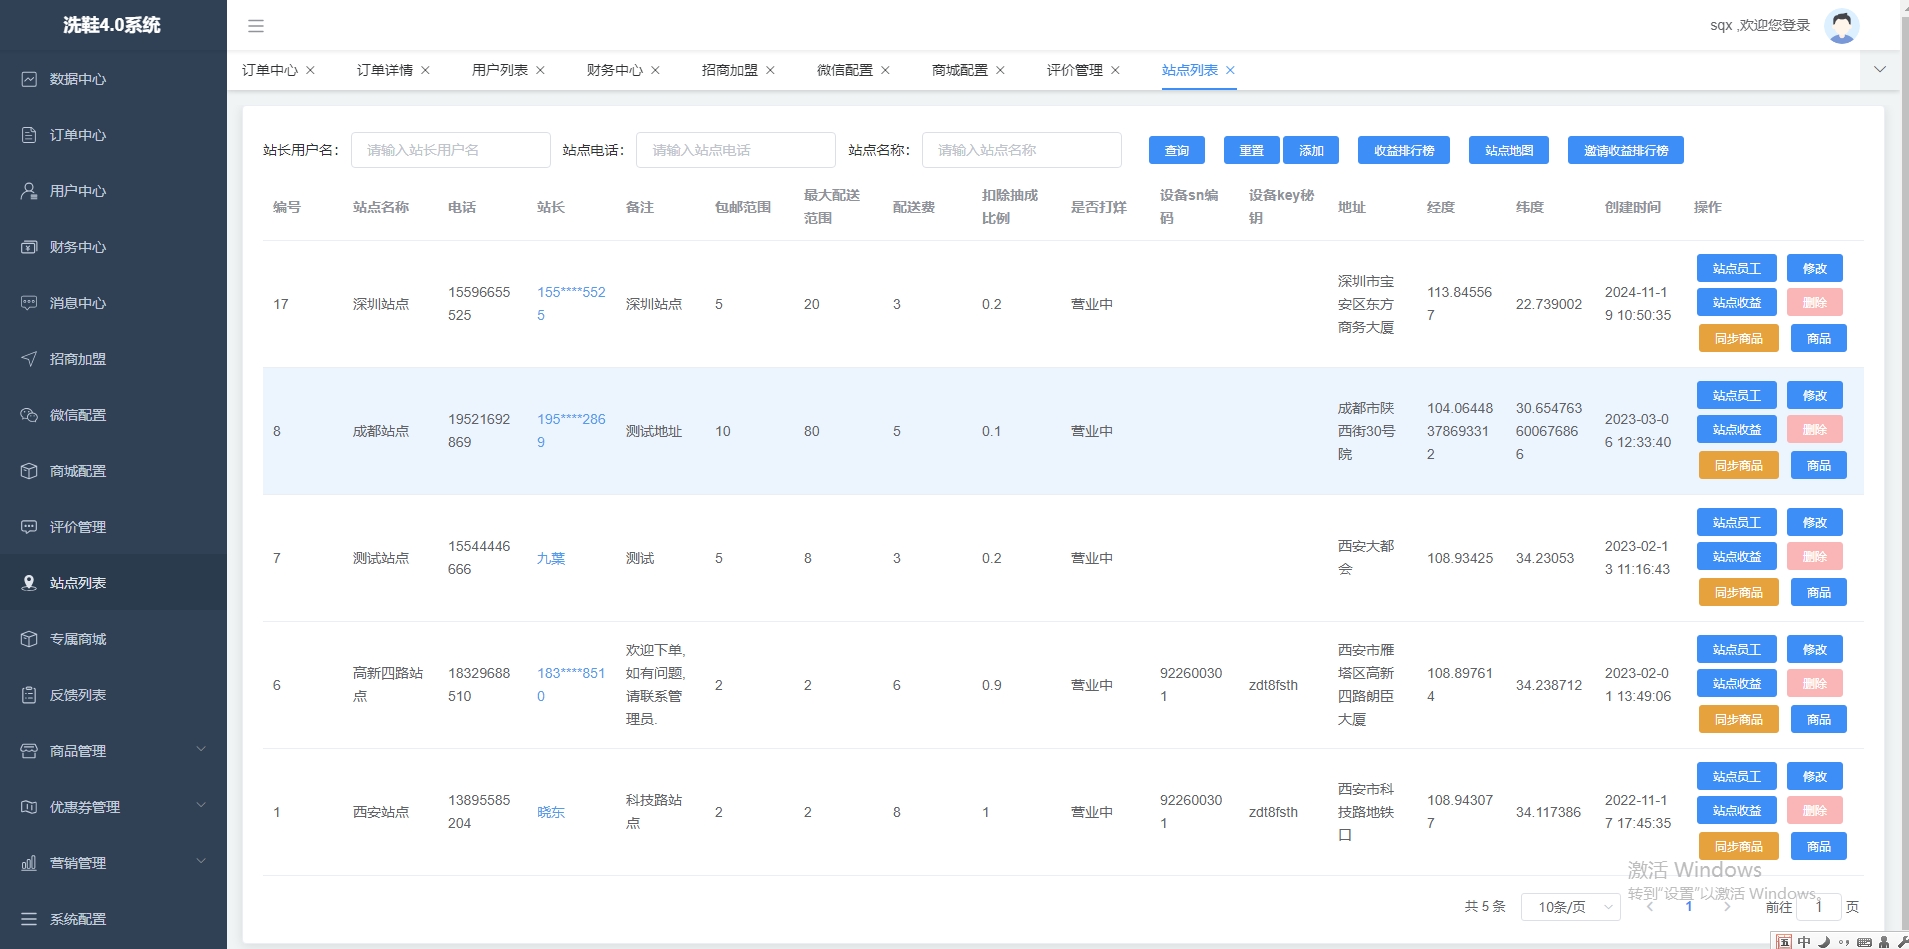 洗鞋4.0系统
sqx ,欢迎您登录
数据中心
订单中心
用户中心
财务中心
消息中心
招商加盟
微信配置
商城配置
评价管理
站点列表
专属商城
反馈列表
商品管理
优惠券管理
营销管理
系统配置
订单中心 订单详情 用户列表 财务中心 招商加盟 微信配置 商城配置 评价管理 站点列表
站长用户名： 请输入站长用户名 站点电话： 请输入站点电话 站点名称： 请输入站点名称 查询 重置 添加 收益排行榜 站点地图 邀请收益排行榜
编号 站点名称 电话 站长 备注 包邮范围 最大配送范围 配送费 扣除抽成比例 是否打烊 设备sn编码 设备key秘钥 地址 经度 纬度 创建时间 操作
17 深圳站点 15596655525 155****5525 深圳站点 5 20 3 0.2 营业中 深圳市宝安区东方商务大厦 113.845567 22.739002 2024-11-19 10:50:35
站点员工 修改
站点收益 删除
同步商品 商品
8 成都站点 19521692869 195****2869 测试地址 10 80 5 0.1 营业中 成都市陕西街30号院 104.06448378693312 30.654763600676866 2023-03-06 12:33:40
站点员工 修改
站点收益 删除
同步商品 商品
7 测试站点 15544446666 九葉 测试 5 8 3 0.2 营业中 西安大都会 108.93425 34.23053 2023-02-13 11:16:43
站点员工 修改
站点收益 删除
同步商品 商品
6 高新四路站点 18329688510 183****8510 欢迎下单,如有问题,请联系管理员. 2 2 6 0.9 营业中 922600301 zdt8fsth 西安市雁塔区高新四路朗臣大厦 108.897614 34.238712 2023-02-01 13:49:06
站点员工 修改
站点收益 删除
同步商品 商品
1 西安站点 13895585204 晓东 科技路站点 2 2 8 1 营业中 922600301 zdt8fsth 西安市科技路地铁口 108.943077 34.117386 2022-11-17 17:45:35
站点员工 修改
站点收益 删除
同步商品 商品
激活 Windows
转到"设置"以激活 Windows。
共 5 条 10条/页 1 前往 1 页
五 中